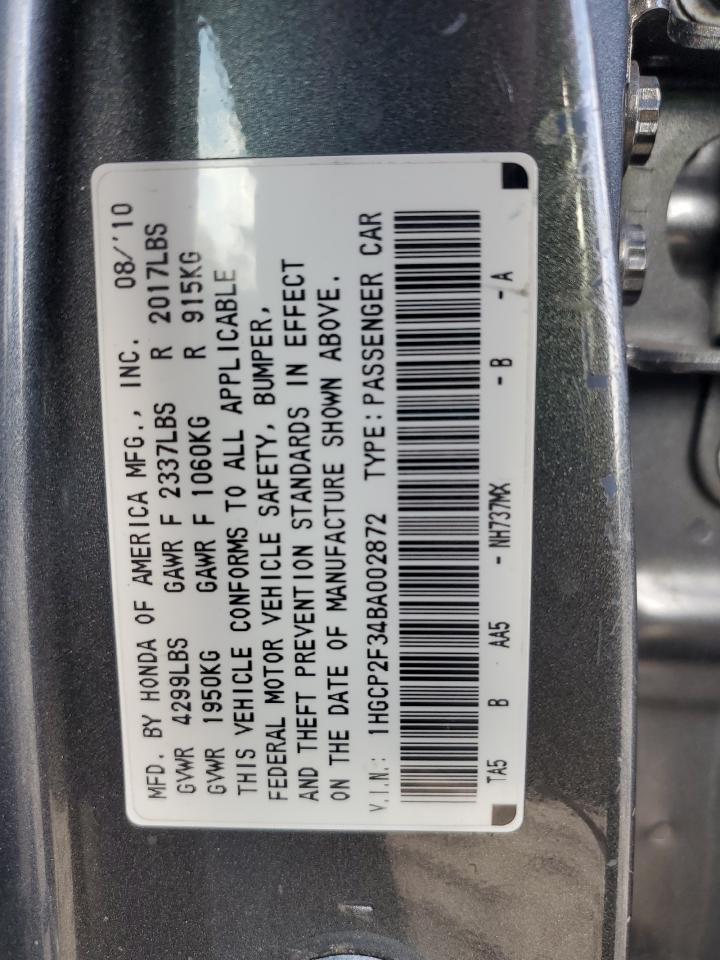 MFD. BY HONDA OF AMERICA MFG., INC. 08/'10
GVWR 4299LBS GAWR F 2337LBS R 2017LBS
GVWR 1950KG GAWR F 1060KG R 915KG
THIS VEHICLE CONFORMS TO ALL APPLICABLE
FEDERAL MOTOR VEHICLE SAFETY, BUMPER,
AND THEFT PREVENTION STANDARDS IN EFFECT
ON THE DATE OF MANUFACTURE SHOWN ABOVE.
V.I.N.: 1HGCP2F34BA002872 TYPE: PASSENGER CAR
TA5 B AA5 - NH737MX - B - A